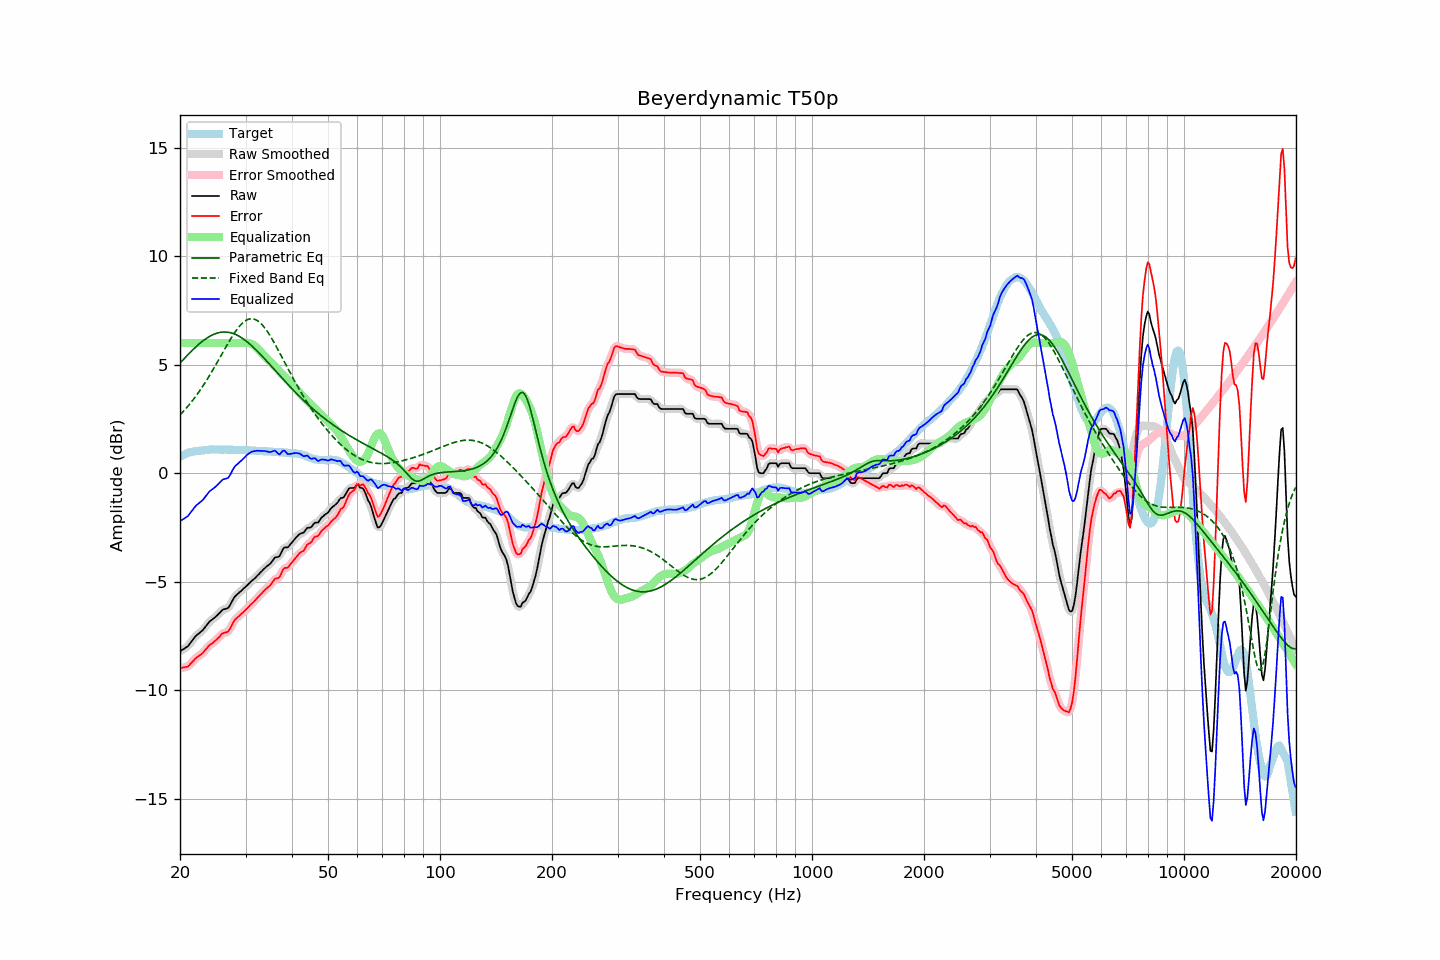 Beyerdynamic T50p
Target
Raw Smoothed
Error Smoothed
Raw
Error
Equalization
Parametric Eq
Fixed Band Eq
Equalized
Amplitude (dBr)
15
10
5
0
−5
−10
−15
20
50
100
200
500
1000
2000
5000
10000
20000
Frequency (Hz)